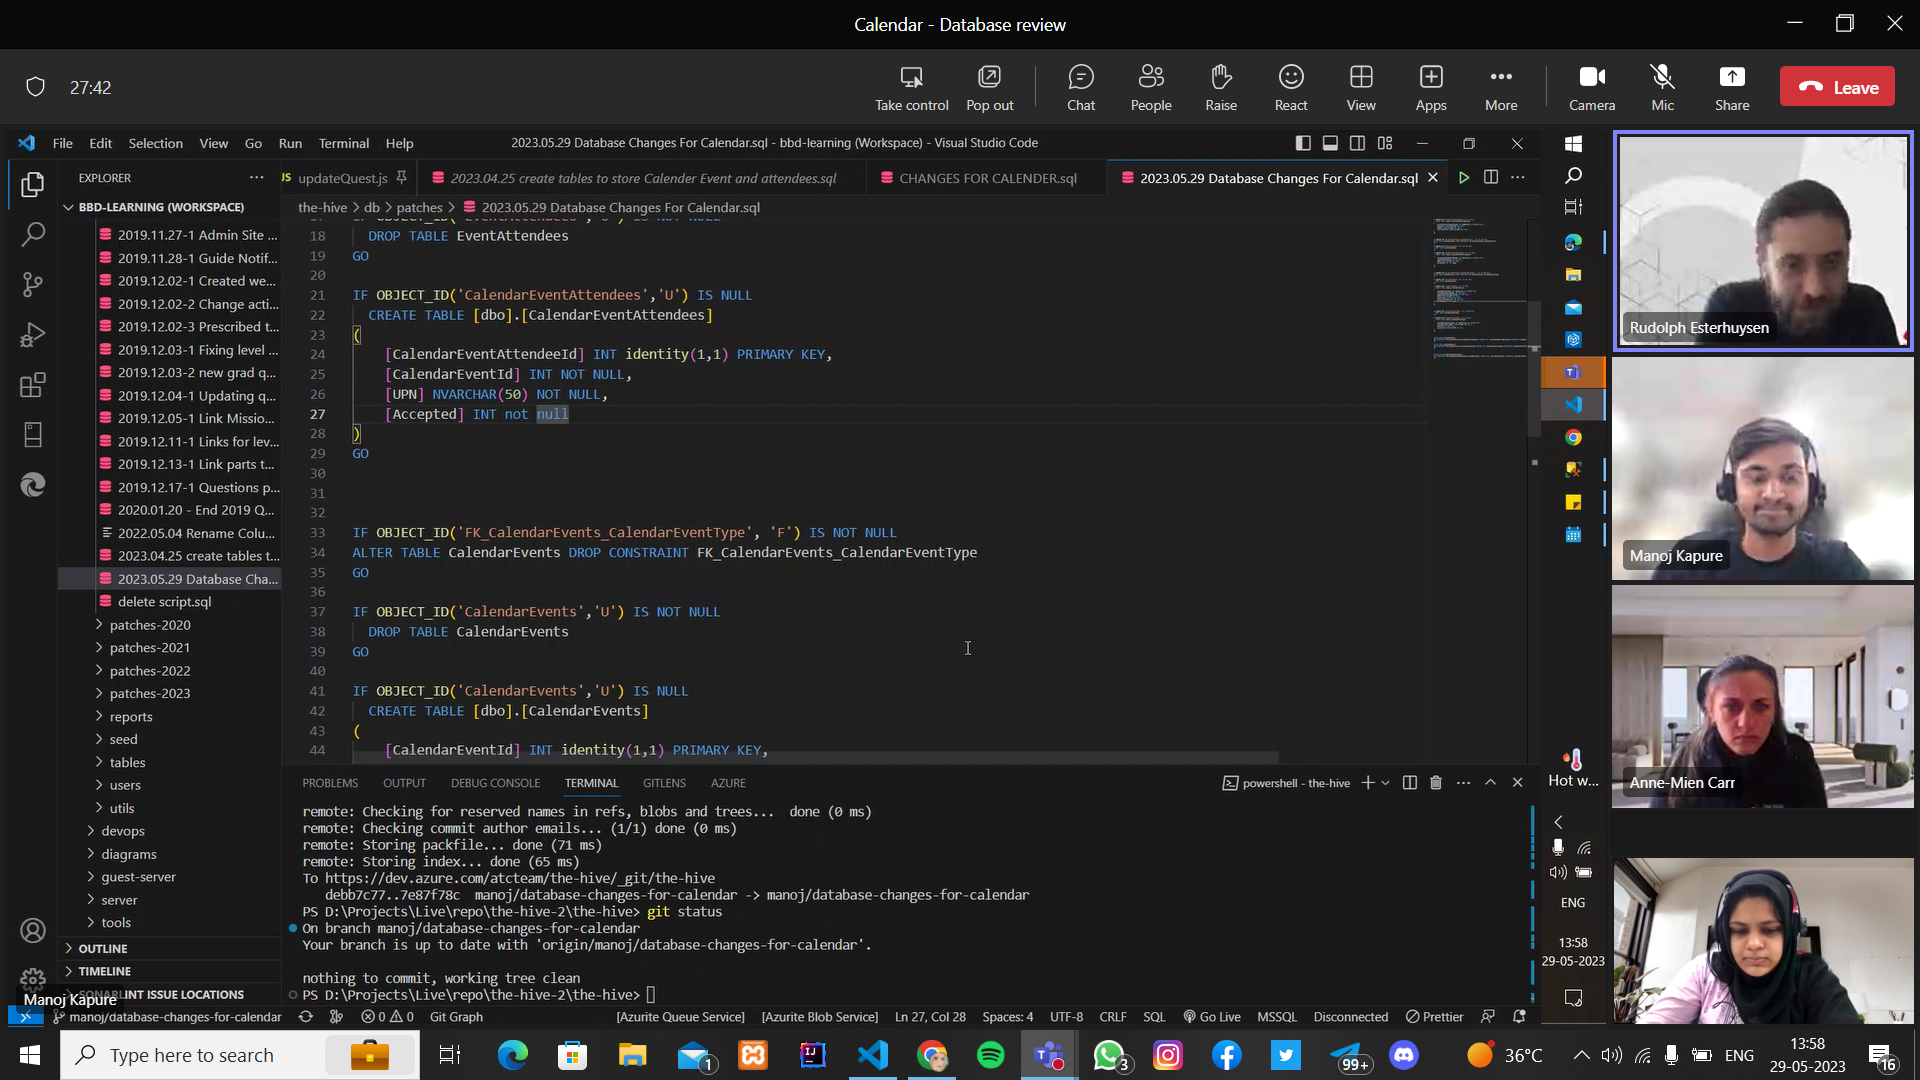 Calendar - Database review
27:42
Take control
Pop out
Chat
People
Raise
React
View
Apps
More
Camera
Mic
Share
Leave
File Edit Selection View Go Run Terminal Help
2023.05.29 Database Changes For Calendar.sql - bbd-learning (Workspace) - Visual Studio Code
EXPLORER
JS updateQuest.js
2023.04.25 create tables to store Calender Event and attendees.sql
CHANGES FOR CALENDER.sql
2023.05.29 Database Changes For Calendar.sql
BBD-LEARNING (WORKSPACE)
the-hive > db > patches > 2023.05.29 Database Changes For Calendar.sql
2019.11.27-1 Admin Site ...
2019.11.28-1 Guide Notif...
2019.12.02-1 Created we...
2019.12.02-2 Change acti...
2019.12.02-3 Prescribed t...
2019.12.03-1 Fixing level ...
2019.12.03-2 new grad q...
2019.12.04-1 Updating q...
2019.12.05-1 Link Missio...
2019.12.11-1 Links for lev...
2019.12.13-1 Link parts t...
2019.12.17-1 Questions p...
2020.01.20 - End 2019 Q...
2022.05.04 Rename Colu...
2023.04.25 create tables t...
2023.05.29 Database Cha...
delete script.sql
patches-2020
patches-2021
patches-2022
patches-2023
reports
seed
tables
users
utils
devops
diagrams
guest-server
server
tools
OUTLINE
TIMELINE
SONARLINT ISSUE LOCATIONS
Manoj Kapure
17 IF OBJECT_ID('EventAttendees','U') IS NOT NULL
18 DROP TABLE EventAttendees
19 GO
20
21 IF OBJECT_ID('CalendarEventAttendees','U') IS NULL
22 CREATE TABLE [dbo].[CalendarEventAttendees]
23 (
24 [CalendarEventAttendeeId] INT identity(1,1) PRIMARY KEY,
25 [CalendarEventId] INT NOT NULL,
26 [UPN] NVARCHAR(50) NOT NULL,
27 [Accepted] INT not null
28 )
29 GO
30
31
32
33 IF OBJECT_ID('FK_CalendarEvents_CalendarEventType', 'F') IS NOT NULL
34 ALTER TABLE CalendarEvents DROP CONSTRAINT FK_CalendarEvents_CalendarEventType
35 GO
36
37 IF OBJECT_ID('CalendarEvents','U') IS NOT NULL
38 DROP TABLE CalendarEvents
39 GO
40
41 IF OBJECT_ID('CalendarEvents','U') IS NULL
42 CREATE TABLE [dbo].[CalendarEvents]
43 (
44 [CalendarEventId] INT identity(1,1) PRIMARY KEY,
PROBLEMS OUTPUT DEBUG CONSOLE TERMINAL GITLENS AZURE
powershell - the-hive
remote: Checking for reserved names in refs, blobs and trees... done (0 ms)
remote: Checking commit author emails... (1/1) done (0 ms)
remote: Storing packfile... done (71 ms)
remote: Storing index... done (65 ms)
To https://dev.azure.com/atcteam/the-hive/_git/the-hive
debb7c77..7e87f78c manoj/database-changes-for-calendar -> manoj/database-changes-for-calendar
PS D:\Projects\Live\repo\the-hive-2\the-hive> git status
On branch manoj/database-changes-for-calendar
Your branch is up to date with 'origin/manoj/database-changes-for-calendar'.
nothing to commit, working tree clean
PS D:\Projects\Live\repo\the-hive-2\the-hive>
manoj/database-changes-for-calendar
0 0
Git Graph
[Azurite Queue Service]
[Azurite Blob Service]
Ln 27, Col 28
Spaces: 4
UTF-8
CRLF
SQL
Go Live
MSSQL
Disconnected
Prettier
Hot w...
ENG
13:58
29-05-2023
Rudolph Esterhuysen
Manoj Kapure
Anne-Mien Carr
Type here to search
1
3
99+
36°C
ENG
13:58
29-05-2023
16